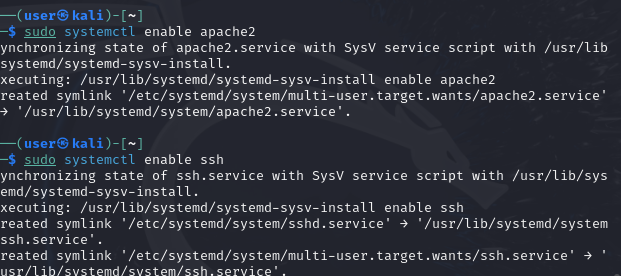 ──(user㉿kali)-[~]
─$ sudo systemctl enable apache2
ynchronizing state of apache2.service with SysV service script with /usr/lib
systemd/systemd-sysv-install.
xecuting: /usr/lib/systemd/systemd-sysv-install enable apache2
reated symlink '/etc/systemd/system/multi-user.target.wants/apache2.service'
→ '/usr/lib/systemd/system/apache2.service'.
──(user㉿kali)-[~]
─$ sudo systemctl enable ssh
ynchronizing state of ssh.service with SysV service script with /usr/lib/sys
emd/systemd-sysv-install.
xecuting: /usr/lib/systemd/systemd-sysv-install enable ssh
reated symlink '/etc/systemd/system/sshd.service' → '/usr/lib/systemd/system
ssh.service'.
reated symlink '/etc/systemd/system/multi-user.target.wants/ssh.service' → '
usr/lib/systemd/system/ssh.service'.